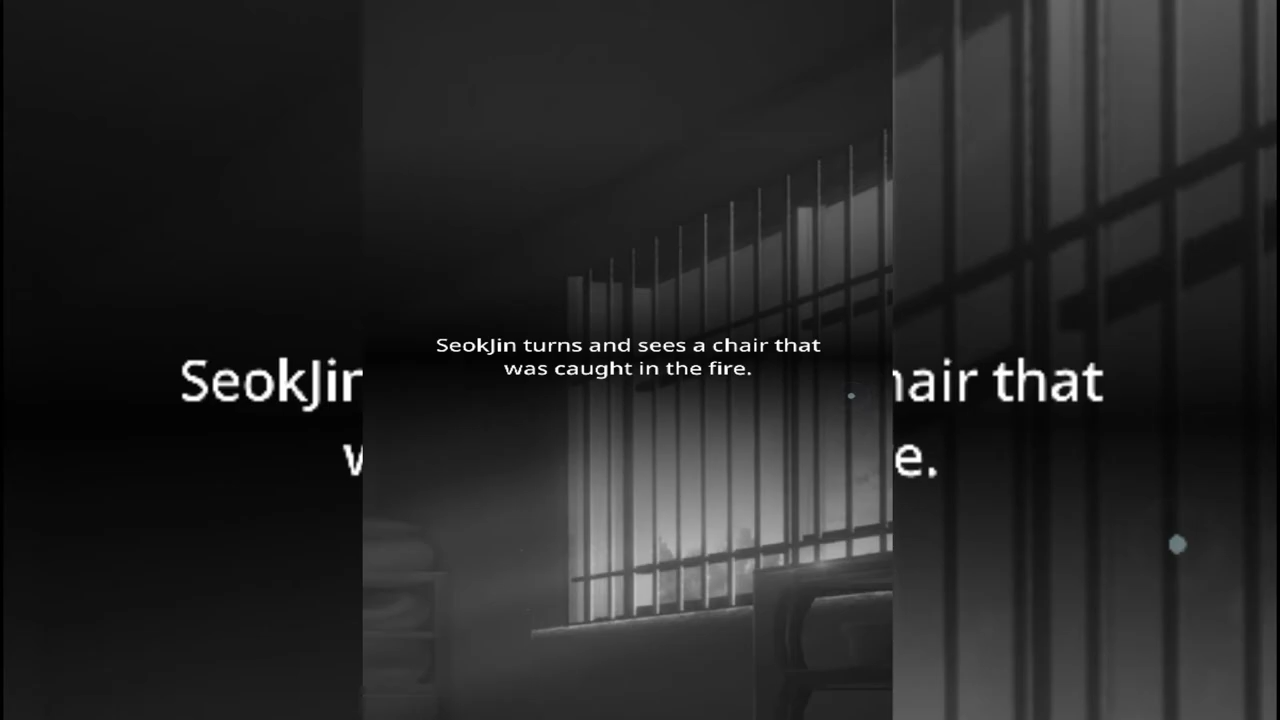 SeokJin turns and sees a chair that
was caught in the fire.
SeokJin
hair that
w
e.